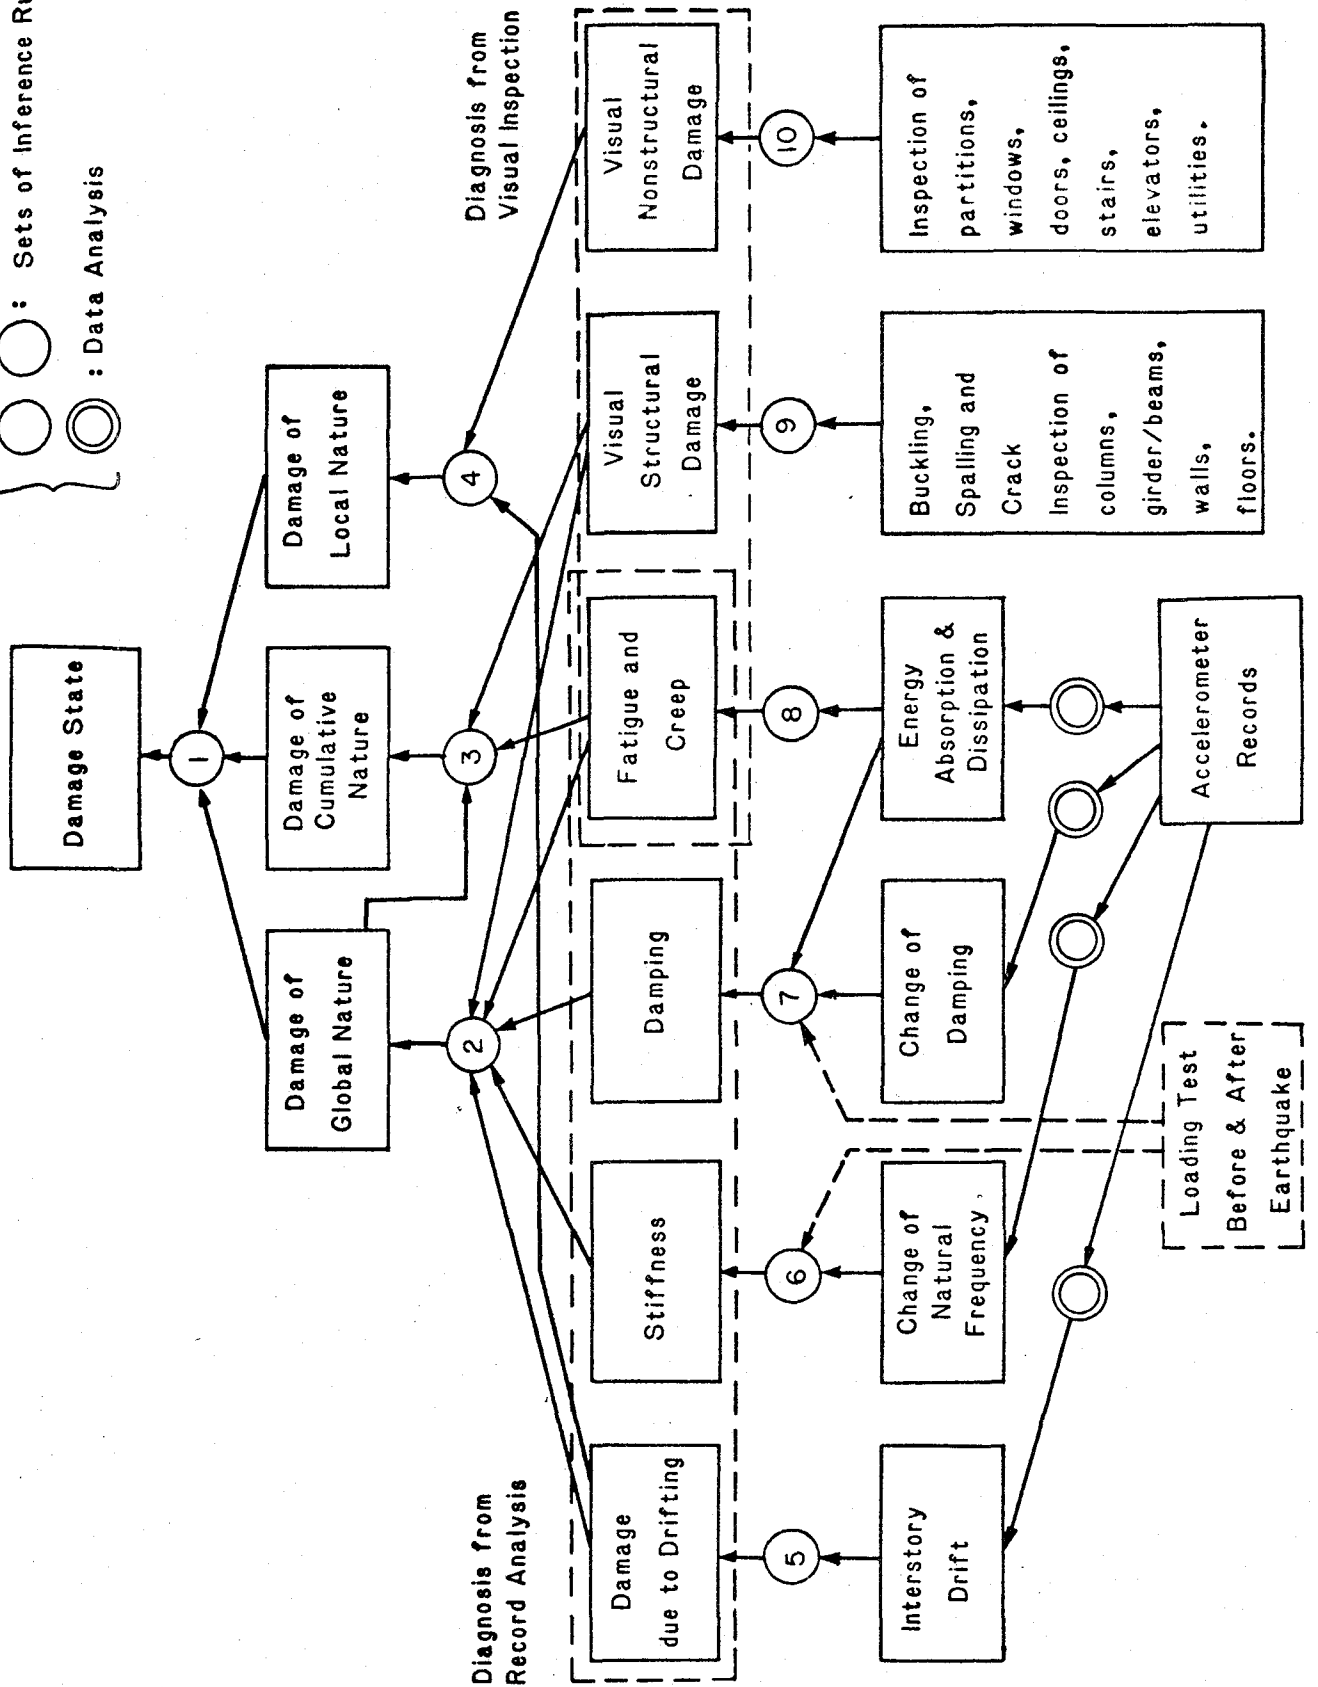 : Sets of Inference
: Data Analysis
Damage State
1
Damage of
Global Nature
Damage of
Cumulative
Nature
Damage of
Local Nature
2
3
4
Diagnosis from
Record Analysis
Diagnosis from
Visual Inspection
Damage
due to Drifting
Stiffness
Damping
Fatigue and
Creep
Visual
Structural
Damage
Visual
Nonstructural
Damage
5
6
7
8
9
10
Interstory
Drift
Change of
Natural
Frequency
Change of
Damping
Energy
Absorption &
Dissipation
Buckling,
Spalling and
Crack
Inspection of
columns,
girder/beams,
walls,
floors.
Inspection of
partitions,
windows,
doors, ceilings,
stairs,
elevators,
utilities.
Loading Test
Before & After
Earthquake
Accelerometer
Records